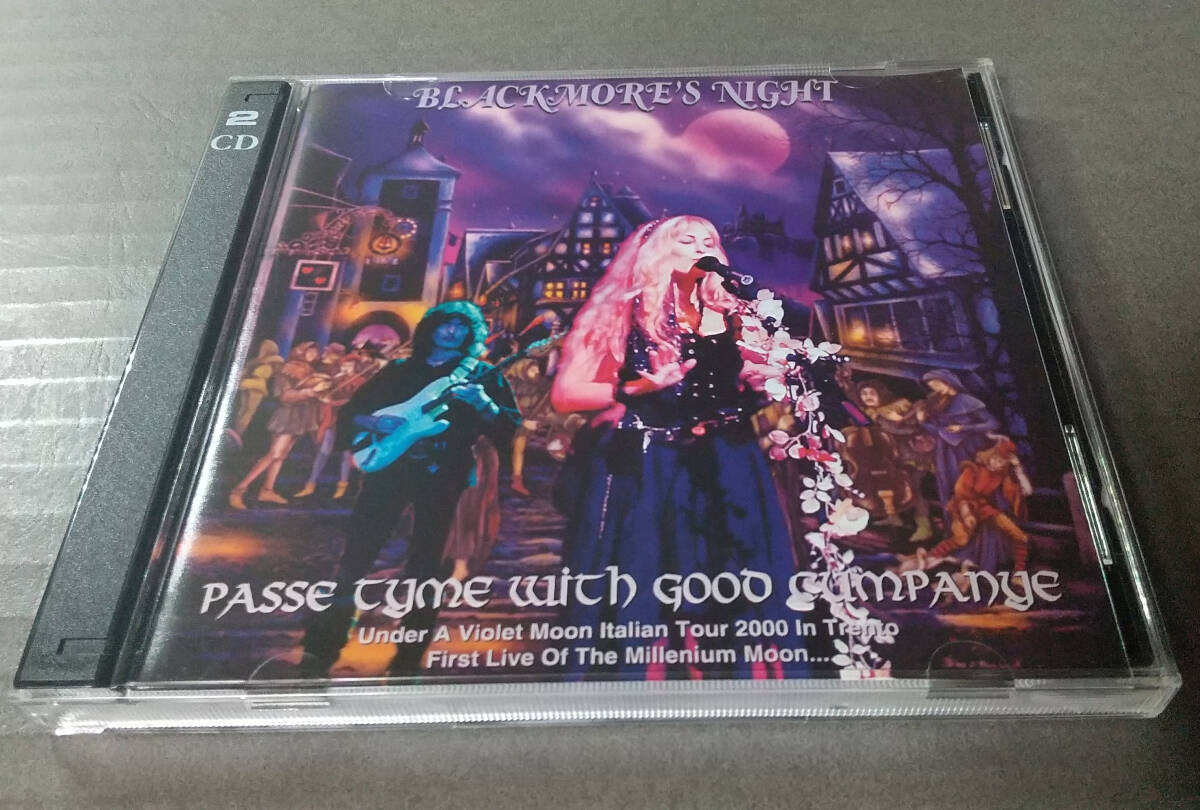 2
CD
BLACKMORE'S NIGHT
PASSE TYME WITH GOOD CUMPANYE
Under A Violet Moon Italian Tour 2000 In Trento
First Live Of The Millenium Moon....